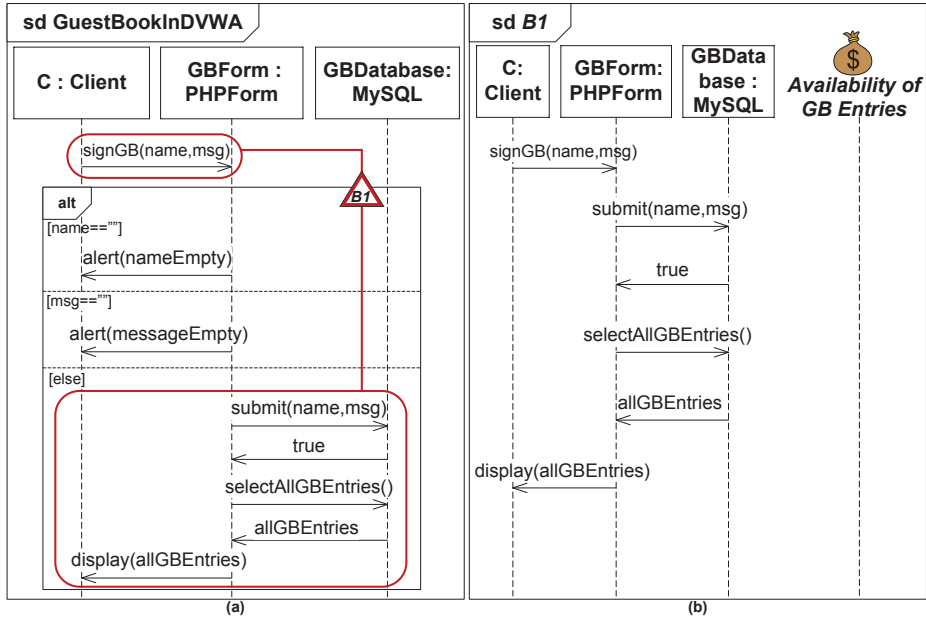 sd GuestBookInDVWA
C : Client
GBForm :
PHPForm
GBDatabase:
MySQL
signGB(name,msg)
B1
alt
[name==””]
alert(nameEmpty)
[msg==””]
alert(messageEmpty)
[else]
submit(name,msg)
true
selectAllGBEntries()
allGBEntries
display(allGBEntries)
(a)
sd B1
C:
Client
GBForm:
PHPForm
GBData
base :
MySQL
$
Availability of
GB Entries
signGB(name,msg)
submit(name,msg)
true
selectAllGBEntries()
allGBEntries
display(allGBEntries)
(b)